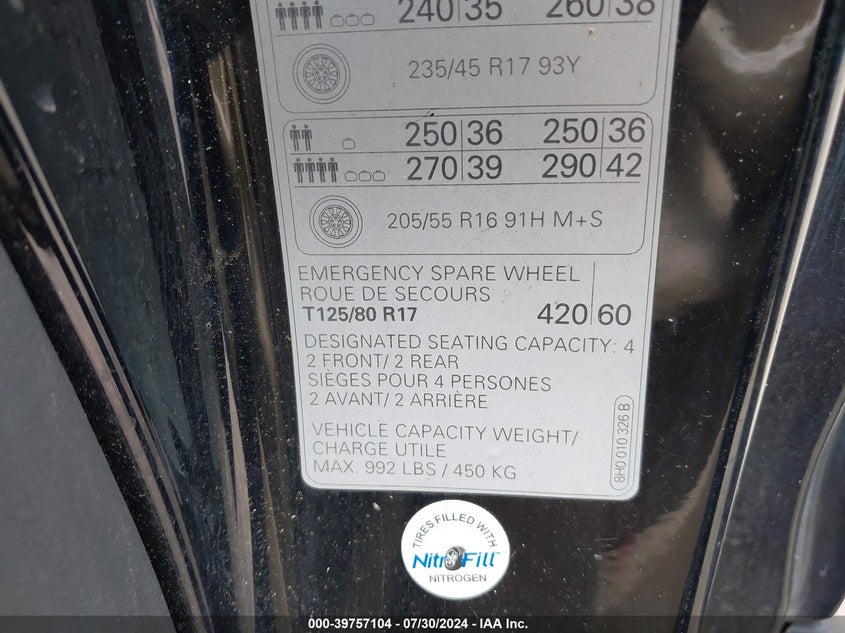 240|35 260|38
235/45 R17 93Y
250|36 250|36
270|39 290|42
205/55 R16 91H M+S
EMERGENCY SPARE WHEEL
ROUE DE SECOURS
T125/80 R17 420|60
DESIGNATED SEATING CAPACITY: 4
2 FRONT/ 2 REAR
SIÈGES POUR 4 PERSONES
2 AVANT/ 2 ARRIÈRE
VEHICLE CAPACITY WEIGHT/
CHARGE UTILE
MAX. 992 LBS / 450 KG
8H0 010 326 B
TIRES FILLED WITH
NitroFill™
NITROGEN
000-39757104 / 07/30/2024 - IAA Inc.